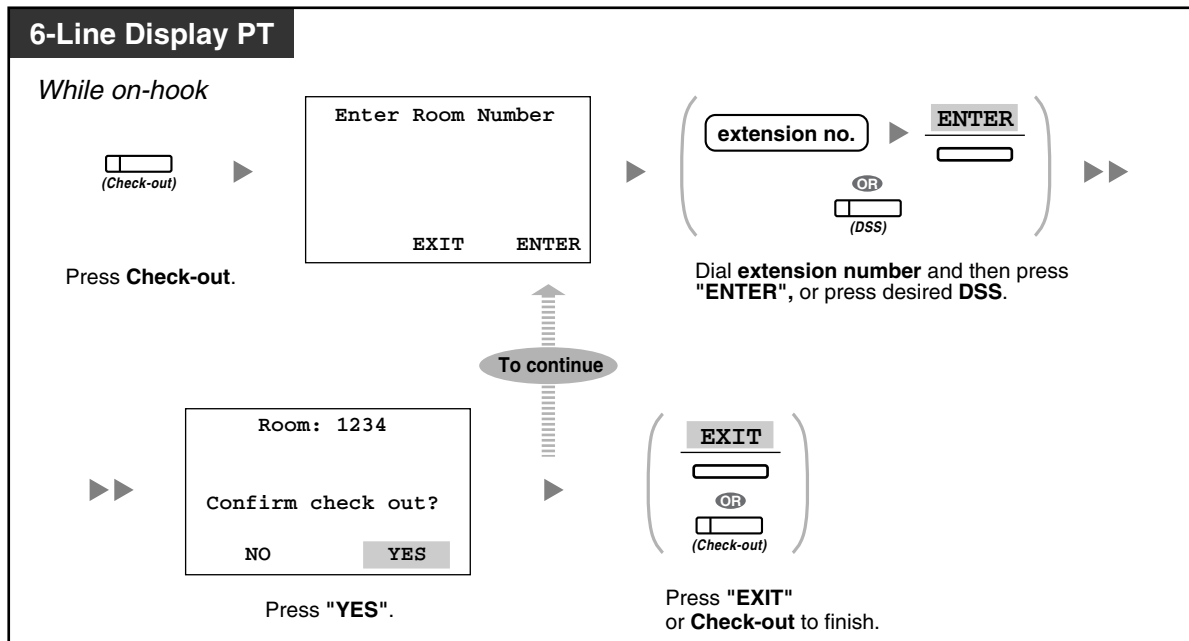 6-Line Display PT
While on-hook
(Check-out)
Press Check-out.
Enter Room Number
EXIT ENTER
extension no.
ENTER
OR
(DSS)
Dial extension number and then press
"ENTER", or press desired DSS.
To continue
Room: 1234
Confirm check out?
NO YES
Press "YES".
EXIT
OR
(Check-out)
Press "EXIT"
or Check-out to finish.